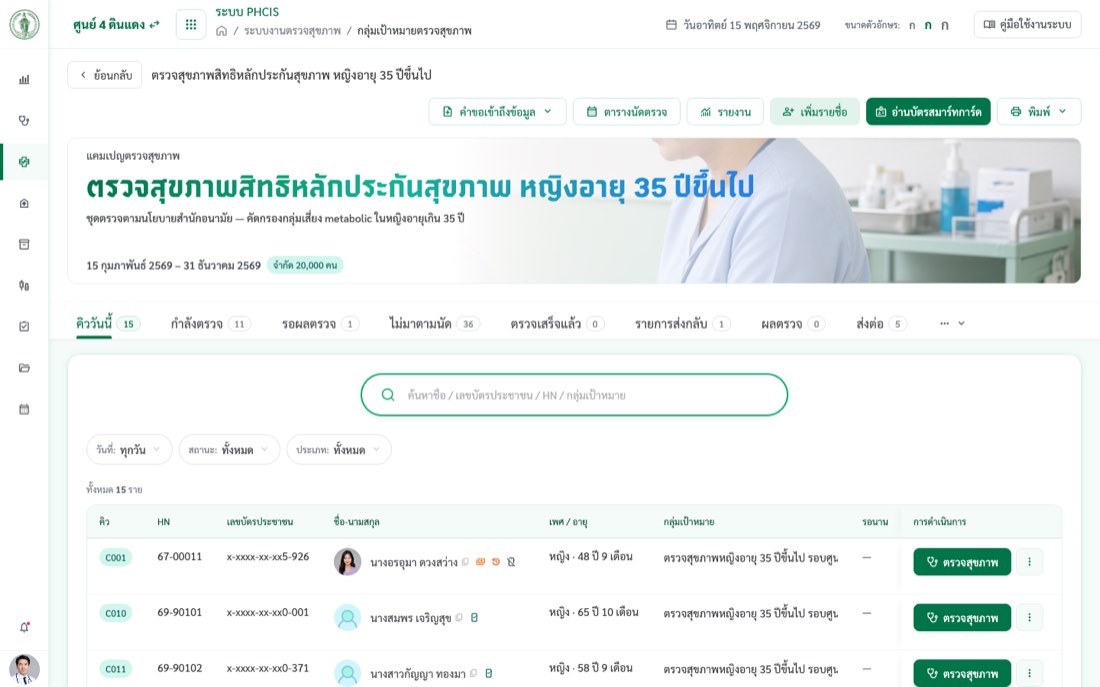 ศูนย์ 4 ดินแดง
ระบบ PHCIS
/ ระบบงานตรวจสุขภาพ / กลุ่มเป้าหมายตรวจสุขภาพ
วันอาทิตย์ 15 พฤศจิกายน 2569
ขนาดตัวอักษร: ก ก ก
คู่มือใช้งานระบบ
ย้อนกลับ
ตรวจสุขภาพสิทธิหลักประกันสุขภาพ หญิงอายุ 35 ปีขึ้นไป
คำขอเข้าถึงข้อมูล
ตารางนัดตรวจ
รายงาน
เพิ่มรายชื่อ
อ่านบัตรสมาร์ทการ์ด
พิมพ์
แคมเปญตรวจสุขภาพ
ตรวจสุขภาพสิทธิหลักประกันสุขภาพ หญิงอายุ 35 ปีขึ้นไป
ชุดตรวจตามนโยบายสำนักอนามัย — คัดกรองกลุ่มเสี่ยง metabolic ในหญิงอายุเกิน 35 ปี
15 กุมภาพันธ์ 2569 – 31 ธันวาคม 2569 จำกัด 20,000 คน
คิววันนี้ 15
กำลังตรวจ 11
รอผลตรวจ 1
ไม่มาตามนัด 36
ตรวจเสร็จแล้ว 0
รายการส่งกลับ 1
ผลตรวจ 0
ส่งต่อ 5
ค้นหาชื่อ / เลขบัตรประชาชน / HN / กลุ่มเป้าหมาย
วันที่: ทุกวัน
สถานะ: ทั้งหมด
ประเภท: ทั้งหมด
ทั้งหมด 15 ราย
คิว HN เลขบัตรประชาชน ชื่อ-นามสกุล เพศ / อายุ กลุ่มเป้าหมาย รอนาน การดำเนินการ
C001 67-00011 x-xxxx-xx-xx5-926 นางอรอุมา ดวงสว่าง หญิง · 48 ปี 9 เดือน ตรวจสุขภาพหญิงอายุ 35 ปีขึ้นไป รอบศูน — ตรวจสุขภาพ
C010 69-90101 x-xxxx-xx-xx0-001 นางสมพร เจริญสุข หญิง · 65 ปี 10 เดือน ตรวจสุขภาพหญิงอายุ 35 ปีขึ้นไป รอบศูน — ตรวจสุขภาพ
C011 69-90102 x-xxxx-xx-xx0-371 นางสาวกัญญา ทองมา หญิง · 58 ปี 9 เดือน ตรวจสุขภาพหญิงอายุ 35 ปีขึ้นไป รอบศูน — ตรวจสุขภาพ